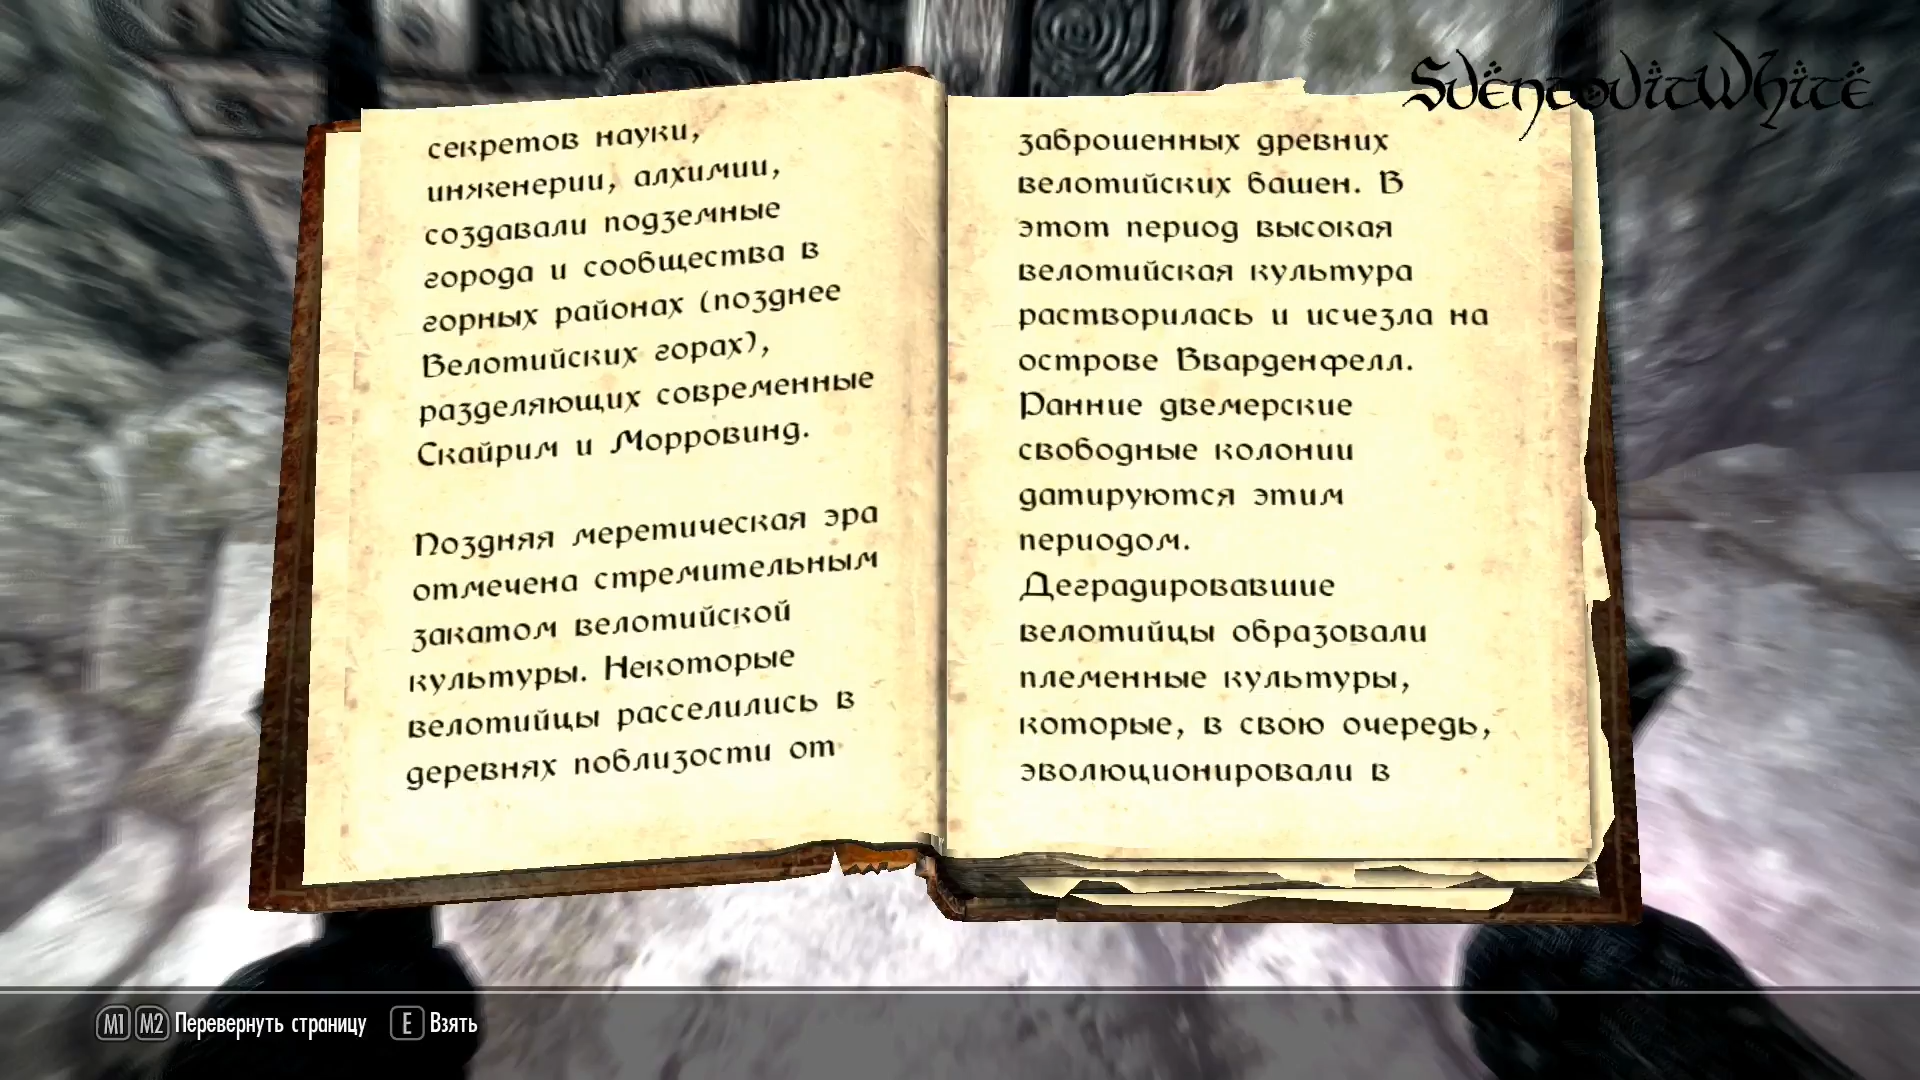 SventovitWhite
секретов науки,
инженерии, алхимии,
создавали подземные
города и сообщества в
горных районах (позднее
Велотийских горах),
разделяющих современные
Скайрим и Морровинд.
Поздняя меретическая эра
отмечена стремительным
закатом велотийской
культуры. Некоторые
велотийцы расселились в
деревнях поблизости от
заброшенных древних
велотийских башен. В
этот период высокая
велотийская культура
растворилась и исчезла на
острове Вварденфелл.
Ранние двемерские
свободные колонии
датируются этим
периодом.
Деградировавшие
велотийцы образовали
племенные культуры,
которые, в свою очередь,
эволюционировали в
M1 M2 Перевернуть страницу E Взять